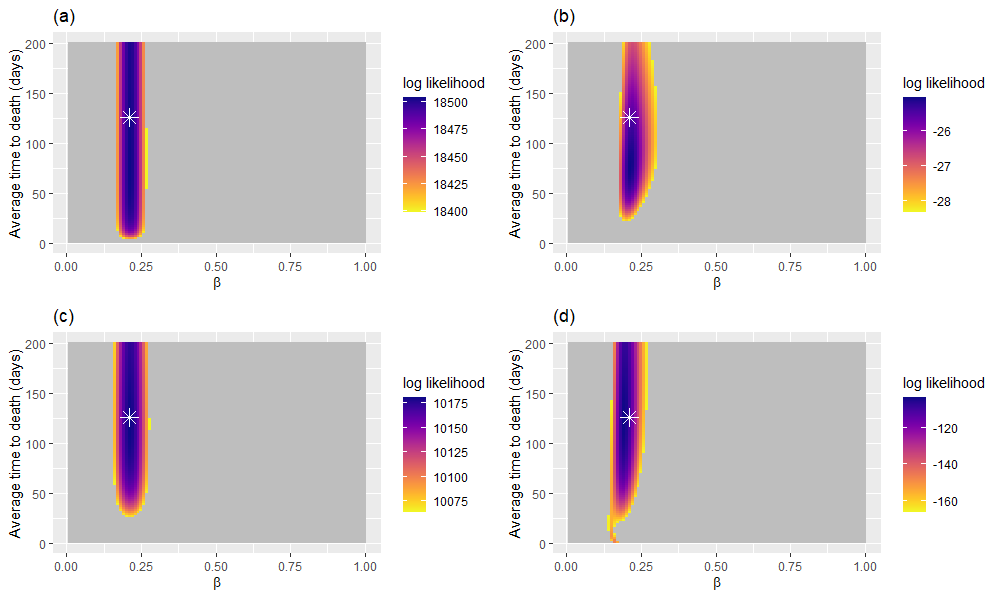 (a)
Average time to death (days)
200
150
100
50
0
0.00 0.25 0.50 0.75 1.00
β
log likelihood
18500
18475
18450
18425
18400
(b)
Average time to death (days)
200
150
100
50
0
0.00 0.25 0.50 0.75 1.00
β
log likelihood
-26
-27
-28
(c)
Average time to death (days)
200
150
100
50
0
0.00 0.25 0.50 0.75 1.00
β
log likelihood
10175
10150
10125
10100
10075
(d)
Average time to death (days)
200
150
100
50
0
0.00 0.25 0.50 0.75 1.00
β
log likelihood
-120
-140
-160